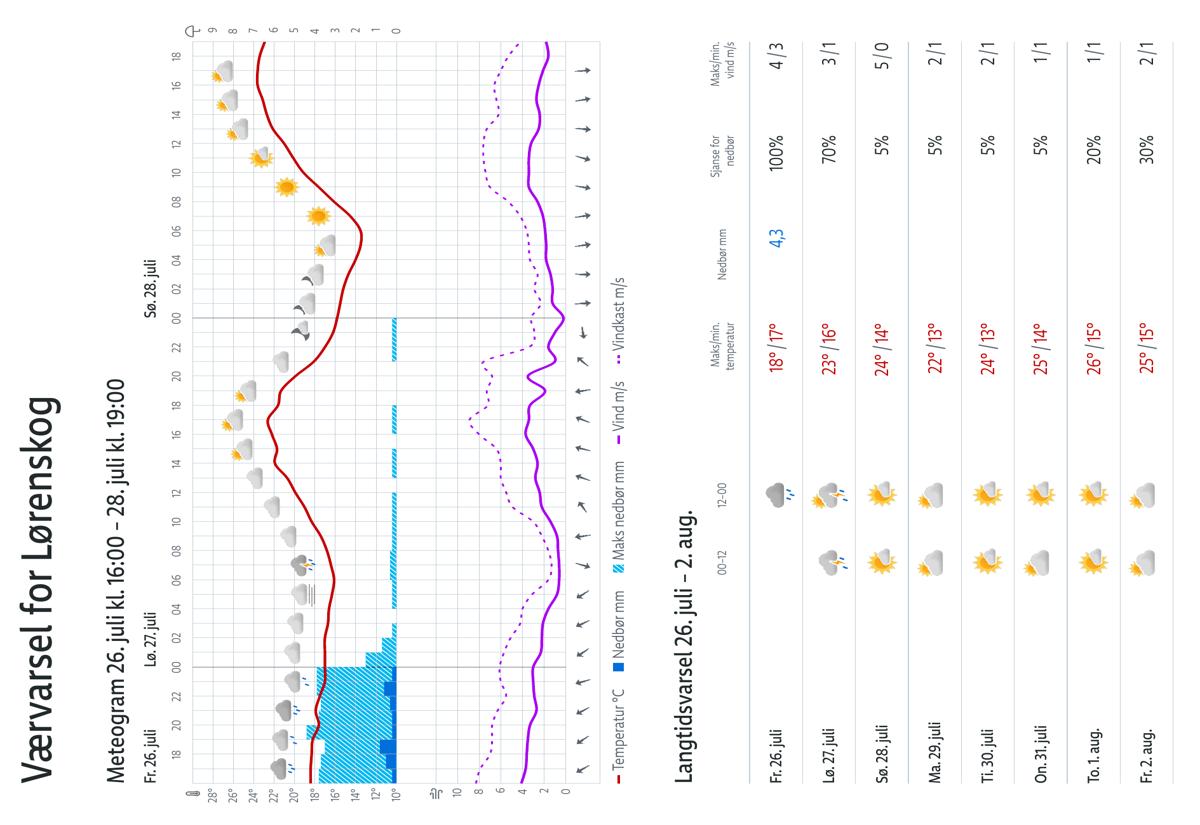 Værvarsel for Lørenskog
Meteogram 26. juli kl. 16:00 – 28. juli kl. 19:00
Fr. 26. juli Lø. 27. juli Sø. 28. juli
18 20 22 00 02 04 06 08 10 12 14 16 18 20 22 00 02 04 06 08 10 12 14 16 18
28° 9
26° 8
24° 7
22° 6
20° 5
18° 4
16° 3
14° 2
12° 1
10° 0
10
8
6
4
2
0
Temperatur °C Nedbør mm Maks nedbør mm Vind m/s Vindkast m/s
Langtidsvarsel 26. juli – 2. aug.
00–12 12–00 Maks/min. temperatur Nedbør mm Sjanse for nedbør Maks/min. vind m/s
Fr. 26. juli 18° / 17° 4,3 100% 4 / 3
Lø. 27. juli 23° / 16° 70% 3 / 1
Sø. 28. juli 24° / 14° 5% 5 / 0
Ma. 29. juli 22° / 13° 5% 2 / 1
Ti. 30. juli 24° / 13° 5% 2 / 1
On. 31. juli 25° / 14° 5% 1 / 1
To. 1. aug. 26° / 15° 20% 1 / 1
Fr. 2. aug. 25° / 15° 30% 2 / 1